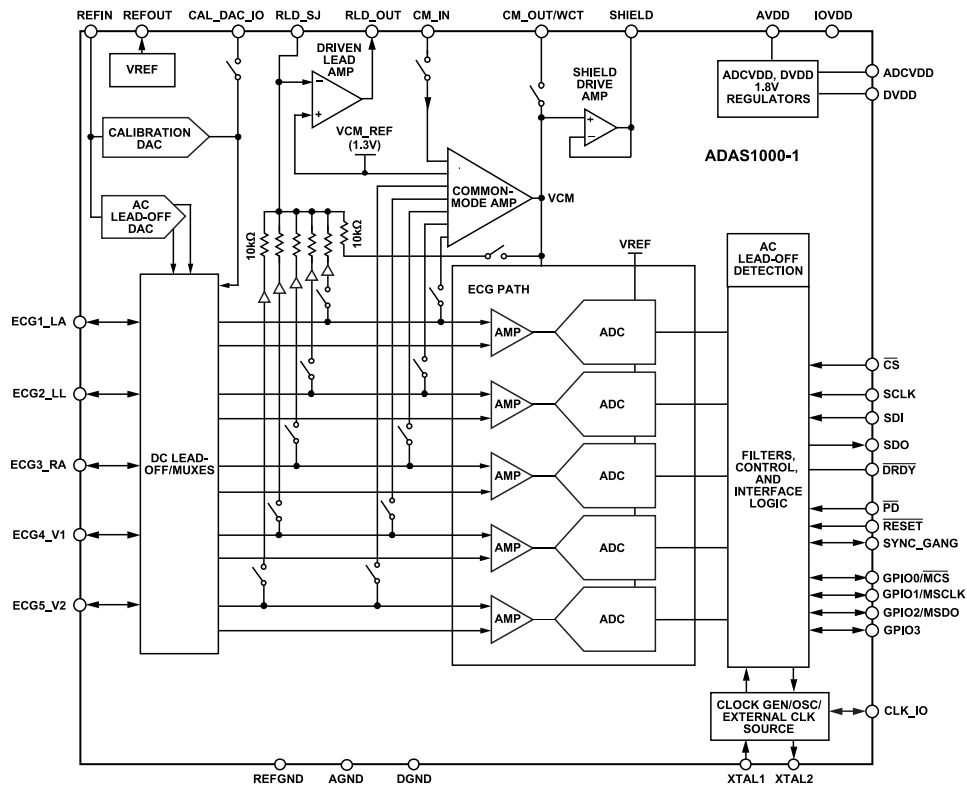 REFIN
REFOUT
CAL_DAC_IO
RLD_SJ
RLD_OUT
CM_IN
CM_OUT/WCT
SHIELD
AVDD
IOVDD
VREF
DRIVEN
LEAD
AMP
SHIELD
DRIVE
AMP
ADCVDD, DVDD
1.8V
REGULATORS
ADCVDD
DVDD
CALIBRATION
DAC
VCM_REF
(1.3V)
ADAS1000-1
AC
LEAD-OFF
DAC
COMMON-
MODE AMP
VCM
10kΩ
10kΩ
VREF
AC
LEAD-OFF
DETECTION
ECG PATH
ECG1_LA
AMP
ADC
ECG2_LL
AMP
ADC
ECG3_RA
AMP
ADC
ECG4_V1
AMP
ADC
ECG5_V2
AMP
ADC
DC LEAD-
OFF/MUXES
FILTERS,
CONTROL,
AND
INTERFACE
LOGIC
CS
SCLK
SDI
SDO
DRDY
PD
RESET
SYNC_GANG
GPIO0/MCS
GPIO1/MSCLK
GPIO2/MSDO
GPIO3
CLOCK GEN/OSC/
EXTERNAL CLK
SOURCE
CLK_IO
REFGND
AGND
DGND
XTAL1
XTAL2